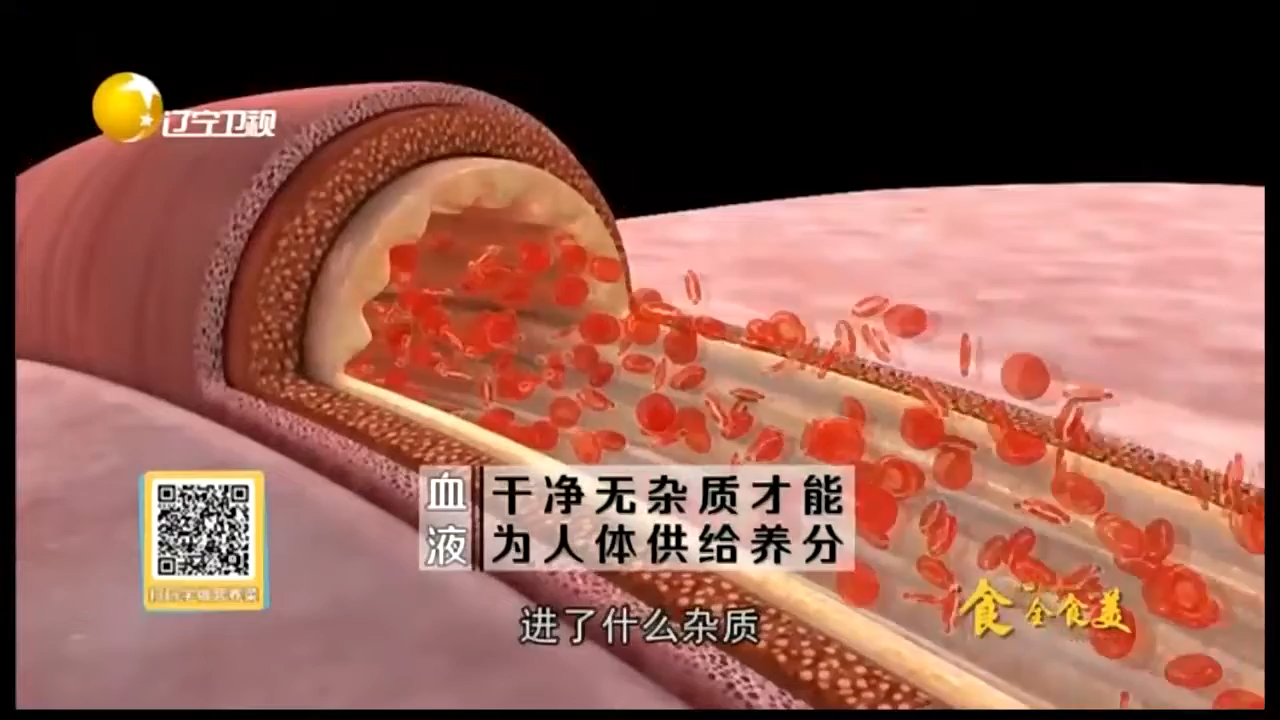 辽宁卫视
血液
干净无杂质才能
为人体供给养分
进了什么杂质
食全食美